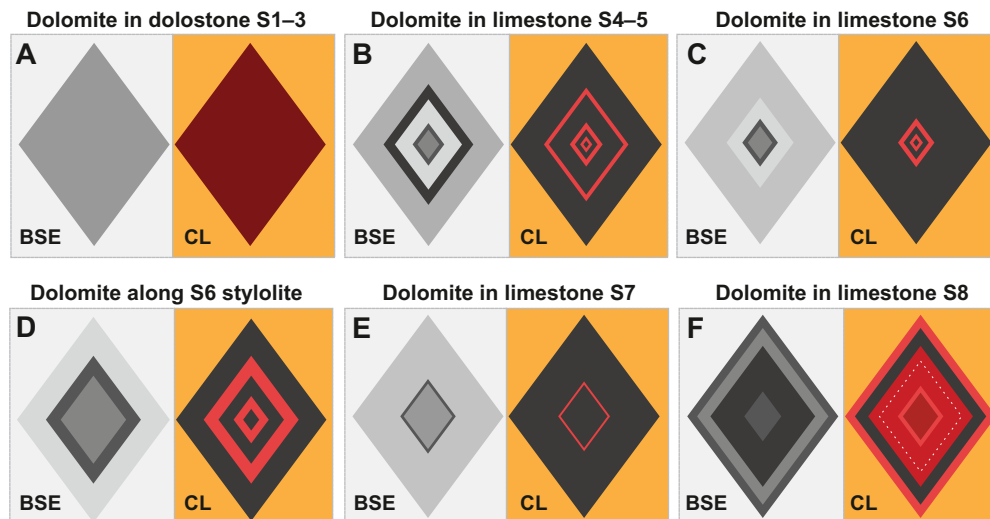 Dolomite in dolostone S1–3
Dolomite in limestone S4–5
Dolomite in limestone S6
A
BSE
CL
B
BSE
CL
C
BSE
CL
Dolomite along S6 stylolite
Dolomite in limestone S7
Dolomite in limestone S8
D
BSE
CL
E
BSE
CL
F
BSE
CL